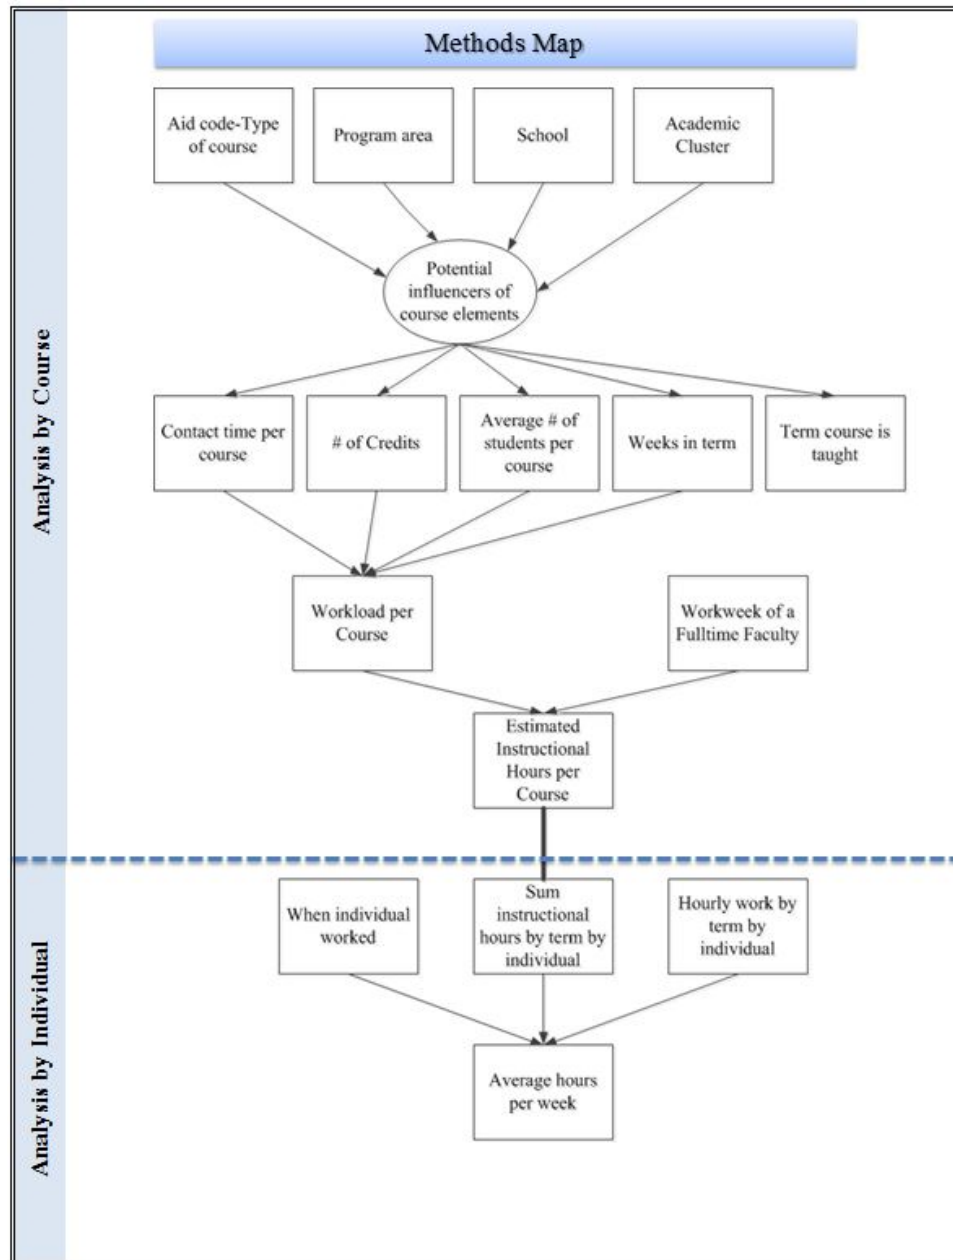 Methods Map
Analysis by Course
Aid code-Type
of course
Program area
School
Academic
Cluster
Potential
influencers of
course elements
Contact time per
course
# of Credits
Average # of
students per
course
Weeks in term
Term course is
taught
Workload per
Course
Workweek of a
Fulltime Faculty
Estimated
Instructional
Hours per
Course
Analysis by Individual
When individual
worked
Sum
instructional
hours by term by
individual
Hourly work by
term by
individual
Average hours
per week